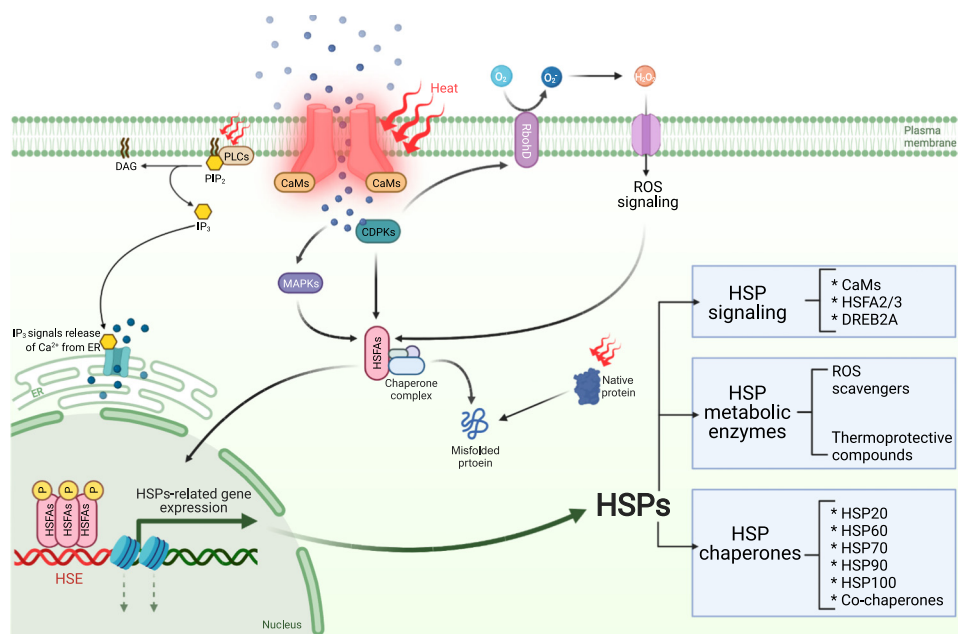 Heat
O₂
O₂⁻
H₂O₂
Plasma
membrane
RbohD
PLCs
PIP₂
DAG
CaMs
CaMs
IP₃
CDPKs
MAPKs
ROS
signaling
IP₃ signals release
of Ca²⁺ from ER
ER
HSFAs
Chaperone
complex
Native
protein
Misfolded
prtoein
HSP
signaling
* CaMs
* HSFA2/3
* DREB2A
HSP
metabolic
enzymes
ROS
scavengers
Thermoprotective
compounds
HSPs
HSP
chaperones
* HSP20
* HSP60
* HSP70
* HSP90
* HSP100
* Co-chaperones
P
P
P
HSFAs
HSFAs
HSFAs
HSPs-related gene
expression
HSE
Nucleus